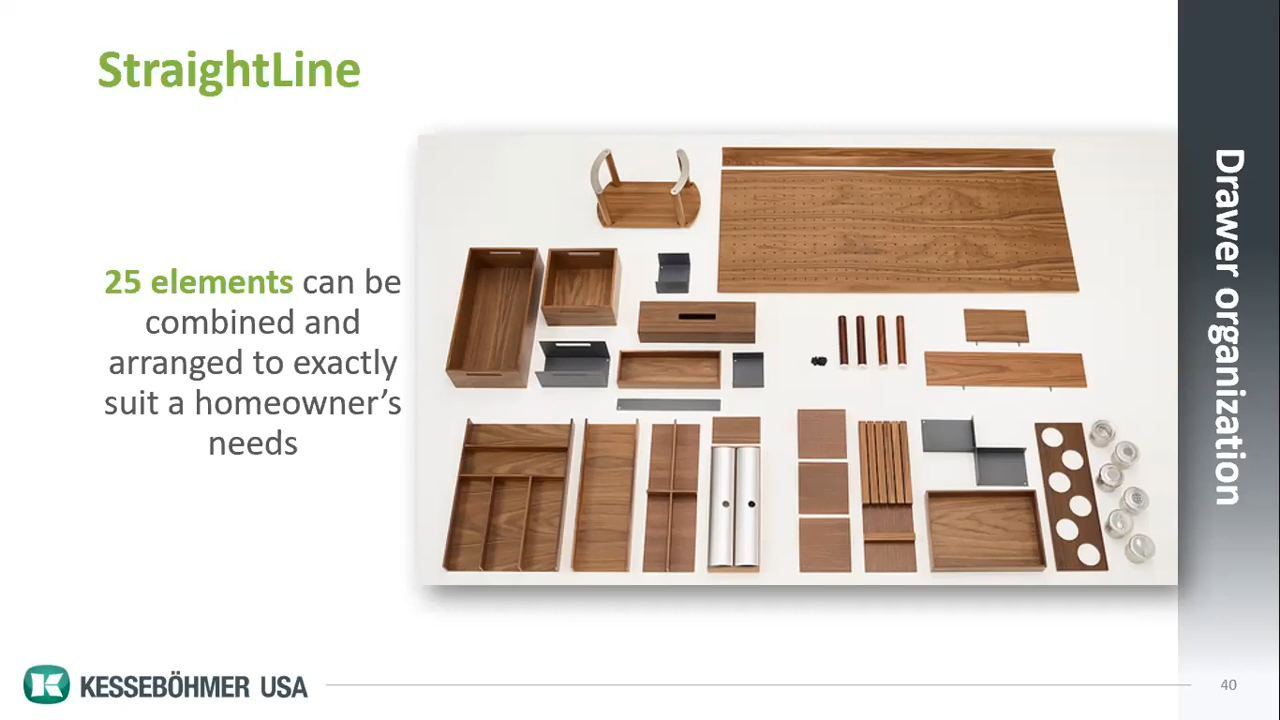 StraightLine
25 elements can be
combined and
arranged to exactly
suit a homeowner’s
needs
Drawer organization
KESSEBÖHMER USA
40